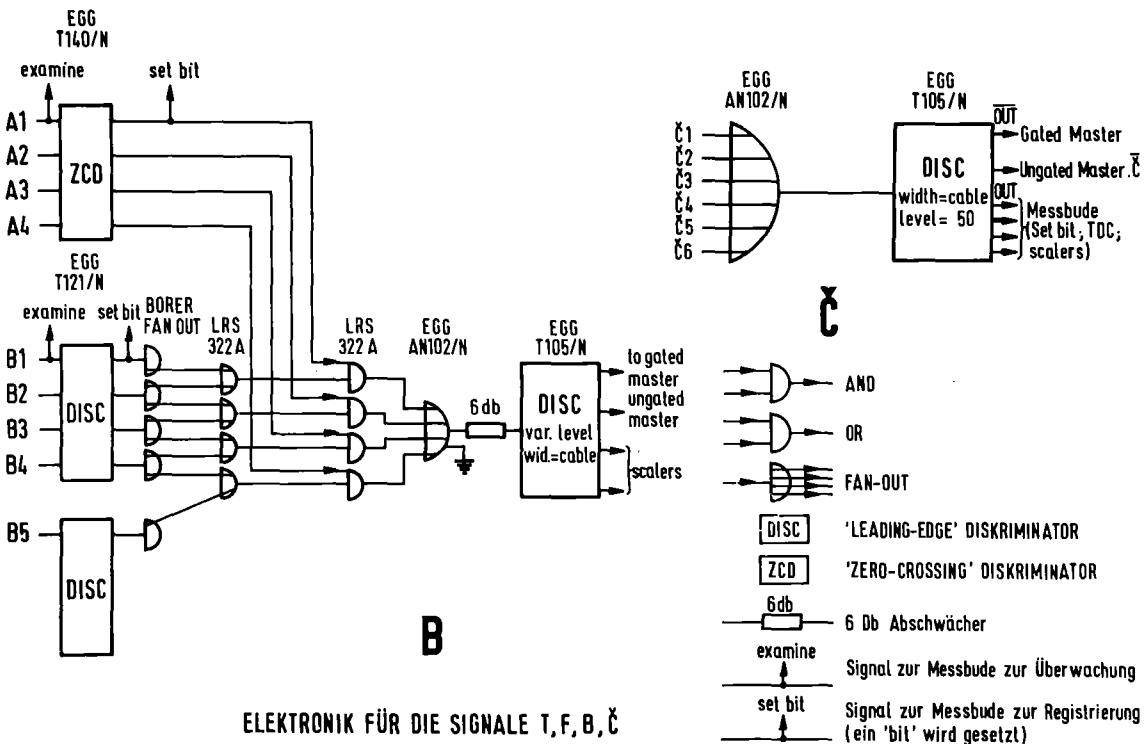 EGG
T140/N
examine
set bit
A1
A2
A3
A4
ZCD
EGG
T121/N
examine
set bit
BORER
FAN OUT
LRS
322 A
LRS
322A
EGG
AN102/N
EGG
T105/N
B1
B2
B3
B4
B5
DISC
DISC
6 db
DISC
var. level
wid.=cable
to gated
master
ungated
master
scalers
B
EGG
AN102/N
EGG
T105/N
Č1
Č2
Č3
Č4
Č5
Č6
DISC
width=cable
level= 50
OUT
Gated Master
Ungated Master.Č
OUT
Messbude
(Set bit; TDC;
scalers)
Č
AND
OR
FAN-OUT
DISC 'LEADING-EDGE' DISKRIMINATOR
ZCD 'ZERO-CROSSING' DISKRIMINATOR
6db 6 Db Abschwächer
examine
Signal zur Messbude zur Überwachung
set bit
Signal zur Messbude zur Registrierung
(ein 'bit' wird gesetzt)
ELEKTRONIK FÜR DIE SIGNALE T, F, B, Č